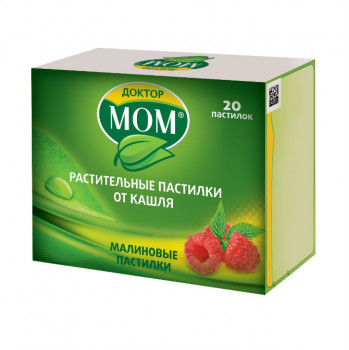 ДОКТОР
МОМ®
20
пастилок
РАСТИТЕЛЬНЫЕ ПАСТИЛКИ
ОТ КАШЛЯ
МАЛИНОВЫЕ
ПАСТИЛКИ